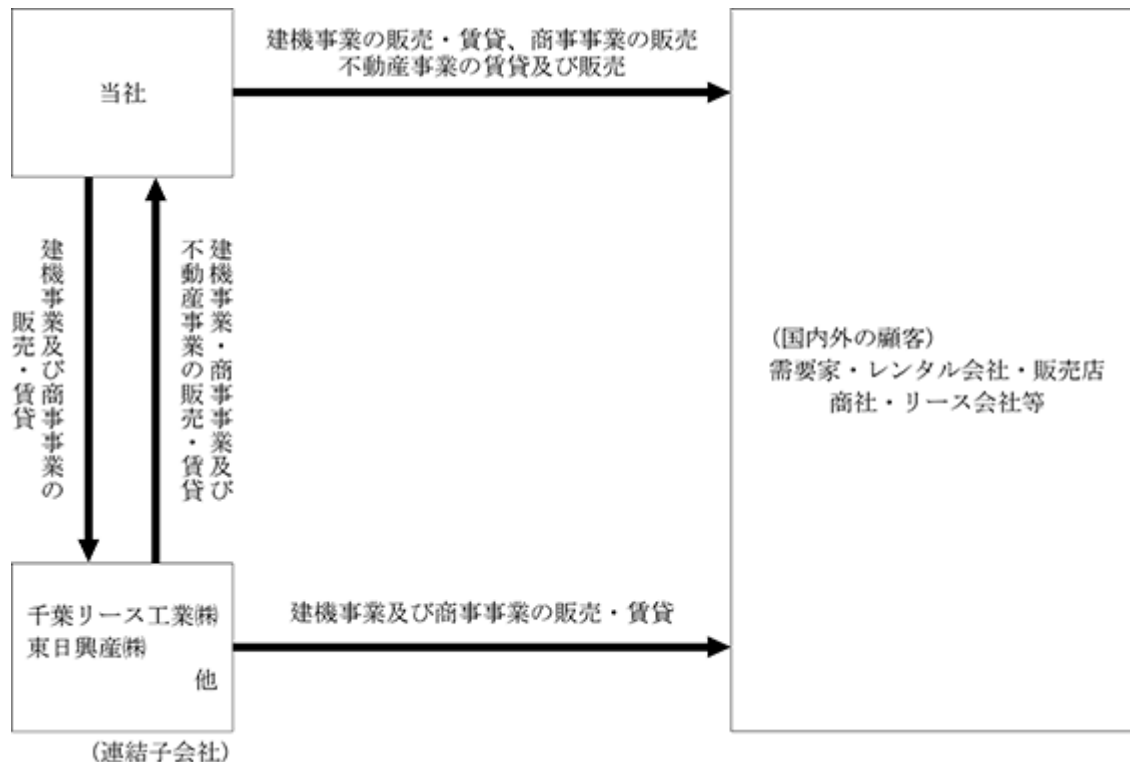 建機事業の販売・賃貸、商事事業の販売
不動産事業の賃貸及び販売
当社
建機事業及び商事事業の
販売・賃貸
建機事業・商事事業及び
不動産事業の販売・賃貸
(国内外の顧客)
需要家・レンタル会社・販売店
商社・リース会社等
千葉リース工業㈱
東日興産㈱
他
建機事業及び商事事業の販売・賃貸
(連結子会社)